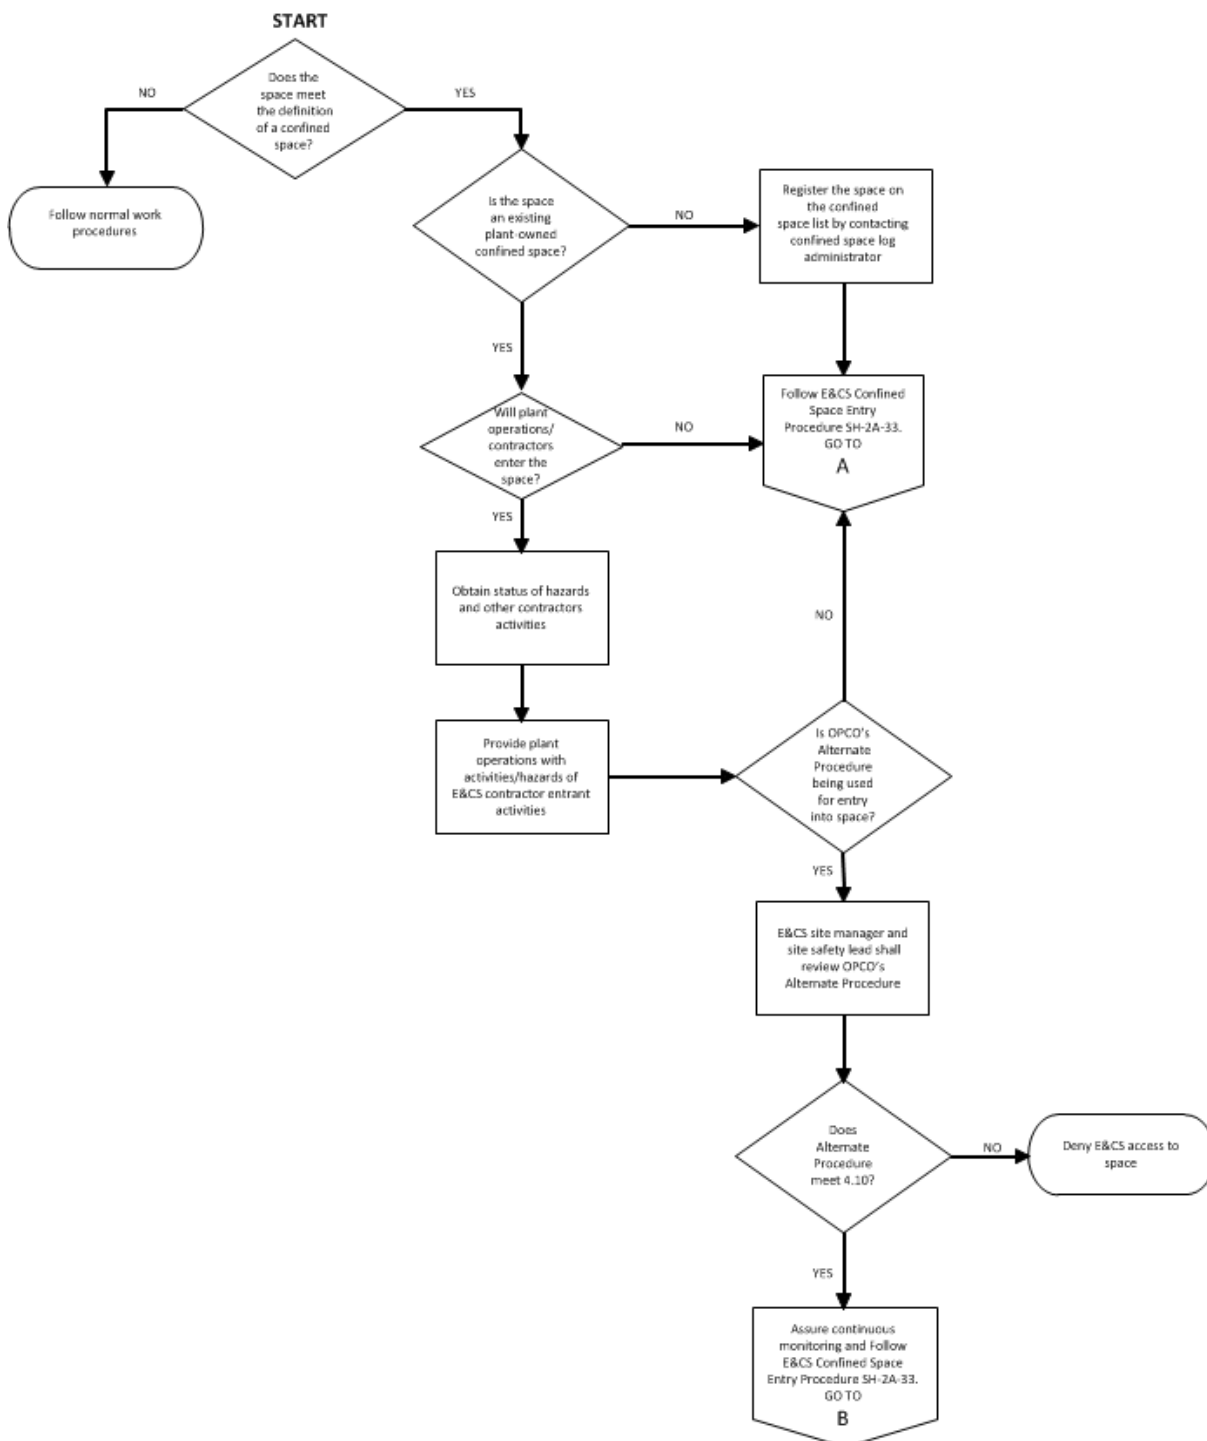 START
Does the
space meet
the definition
of a confined
space?
NO
YES
Follow normal work
procedures
Is the space
an existing
plant-owned
confined space?
NO
YES
Register the space on
the confined
space list by contacting
confined space log
administrator
Will plant
operations/
contractors
enter the
space?
NO
YES
Follow E&CS Confined
Space Entry
Procedure SH-2A-33.
GO TO
A
Obtain status of hazards
and other contractors
activities
Provide plant
operations with
activities/hazards of
E&CS contractor entrant
activities
NO
Is OPCO's
Alternate
Procedure
being used
for entry
into space?
YES
E&CS site manager and
site safety lead shall
review OPCO's
Alternate Procedure
Does
Alternate
Procedure
meet 4.10?
NO
Deny E&CS access to
space
YES
Assure continuous
monitoring and Follow
E&CS Confined Space
Entry Procedure SH-2A-33.
GO TO
B